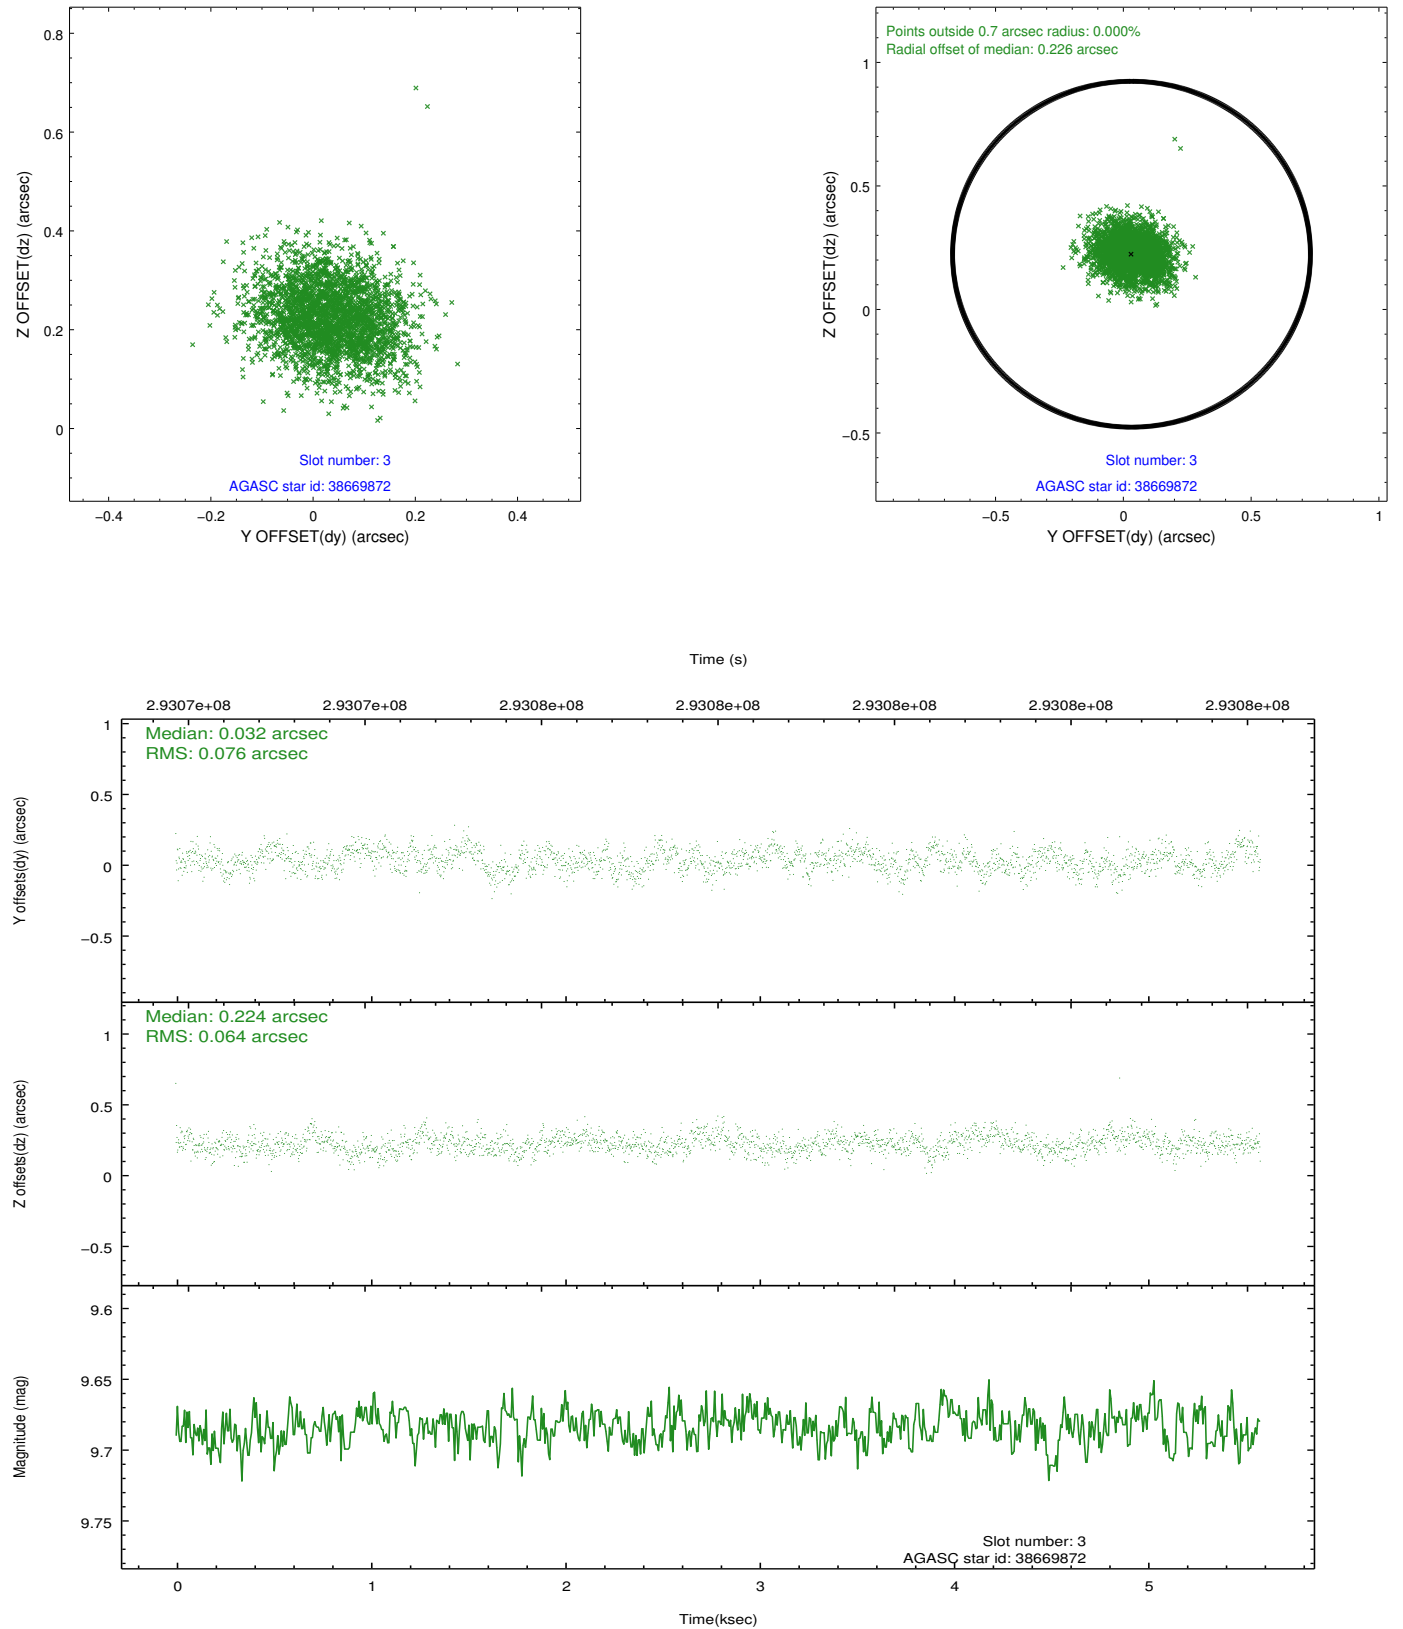 0.8
0.6
0.4
0.2
0
Z OFFSET(dz) (arcsec)
Slot number: 3
AGASC star id: 38669872
−0.4 −0.2 0 0.2 0.4
Y OFFSET(dy) (arcsec)
Points outside 0.7 arcsec radius: 0.000%
Radial offset of median: 0.226 arcsec
1
0.5
0
−0.5
Z OFFSET(dz) (arcsec)
Slot number: 3
AGASC star id: 38669872
−0.5 0 0.5 1
Y OFFSET(dy) (arcsec)
Time (s)
2.9307e+08 2.9307e+08 2.9308e+08 2.9308e+08 2.9308e+08 2.9308e+08 2.9308e+08
Median: 0.032 arcsec
RMS: 0.076 arcsec
1
0.5
0
−0.5
Y offsets(dy) (arcsec)
Median: 0.224 arcsec
RMS: 0.064 arcsec
1
0.5
0
−0.5
Z offsets(dz) (arcsec)
9.6
9.65
9.7
9.75
Magnitude (mag)
Slot number: 3
AGASC star id: 38669872
0 1 2 3 4 5
Time(ksec)